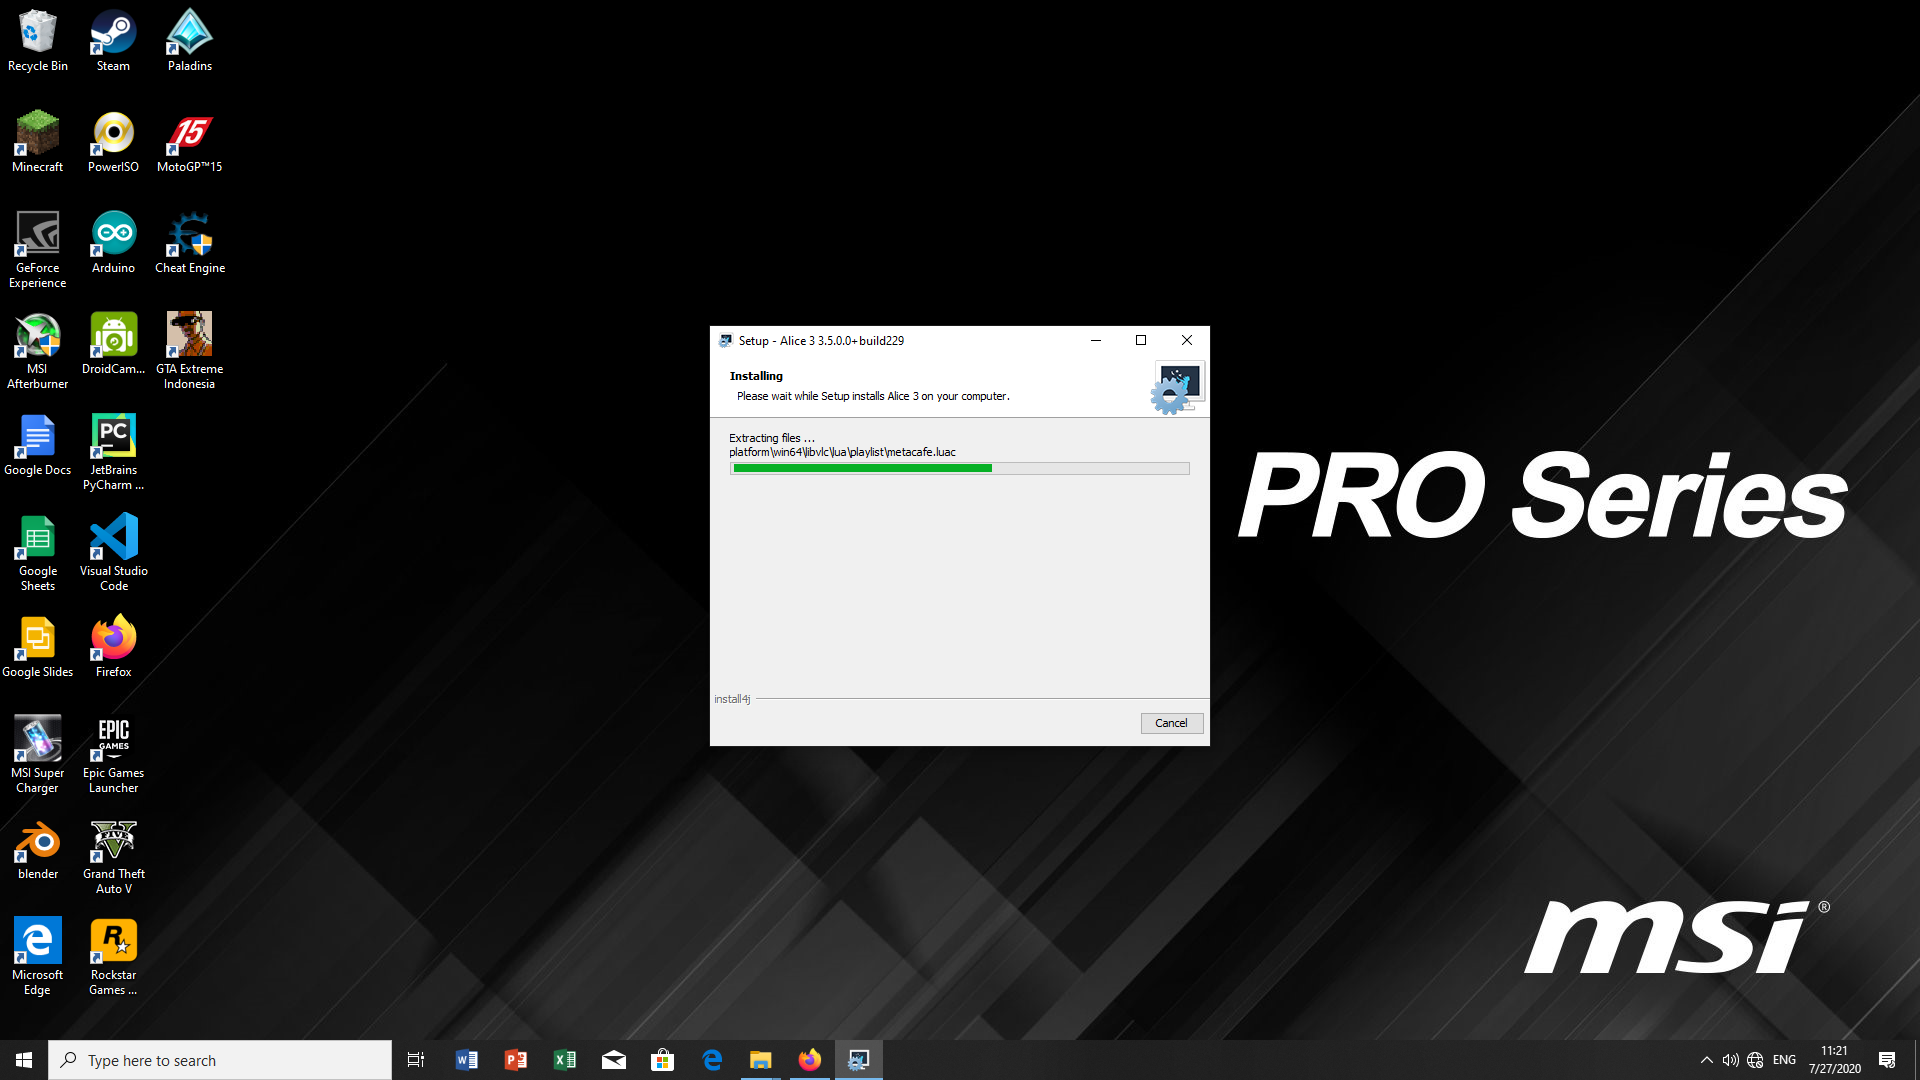 Recycle Bin
Steam
Paladins
Minecraft
PowerISO
15
MotoGP™15
GeForce
Experience
Arduino
Cheat Engine
MSI
Afterburner
DroidCam...
GTA Extreme
Indonesia
Google Docs
PC
JetBrains
PyCharm ...
Google
Sheets
Visual Studio
Code
Google Slides
Firefox
MSI Super
Charger
EPIC
GAMES
Epic Games
Launcher
blender
FIVE
Grand Theft
Auto V
Microsoft
Edge
R
Rockstar
Games ...
Setup - Alice 3 3.5.0.0+build229
Installing
Please wait while Setup installs Alice 3 on your computer.
Extracting files ...
platform\win64\libvlc\lua\playlist\metacafe.luac
install4j
Cancel
PRO Series
msi®
Type here to search
ENG
11:21
7/27/2020